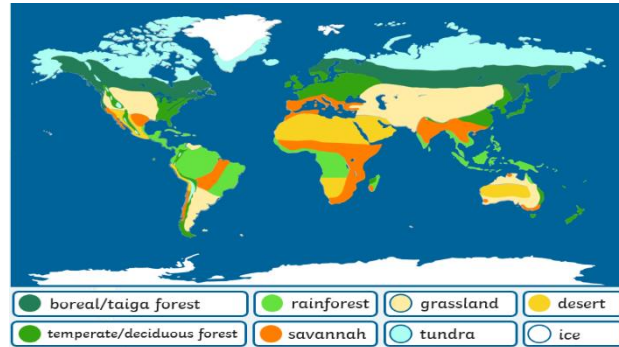 boreal/taiga forest
rainforest
grassland
desert
temperate/deciduous forest
savannah
tundra
ice